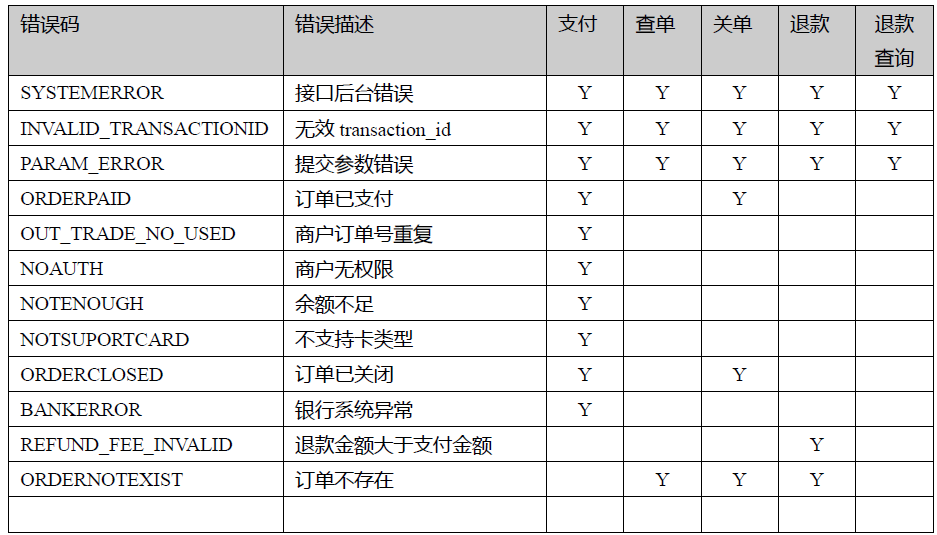 错误码 错误描述 支付 查单 关单 退款 退款
查询
SYSTEMERROR 接口后台错误 Y Y Y Y Y
INVALID_TRANSACTIONID 无效 transaction_id Y Y Y Y Y
PARAM_ERROR 提交参数错误 Y Y Y Y Y
ORDERPAID 订单已支付 Y Y
OUT_TRADE_NO_USED 商户订单号重复 Y
NOAUTH 商户无权限 Y
NOTENOUGH 余额不足 Y
NOTSUPORTCARD 不支持卡类型 Y
ORDERCLOSED 订单已关闭 Y Y
BANKERROR 银行系统异常 Y
REFUND_FEE_INVALID 退款金额大于支付金额 Y
ORDERNOTEXIST 订单不存在 Y Y Y